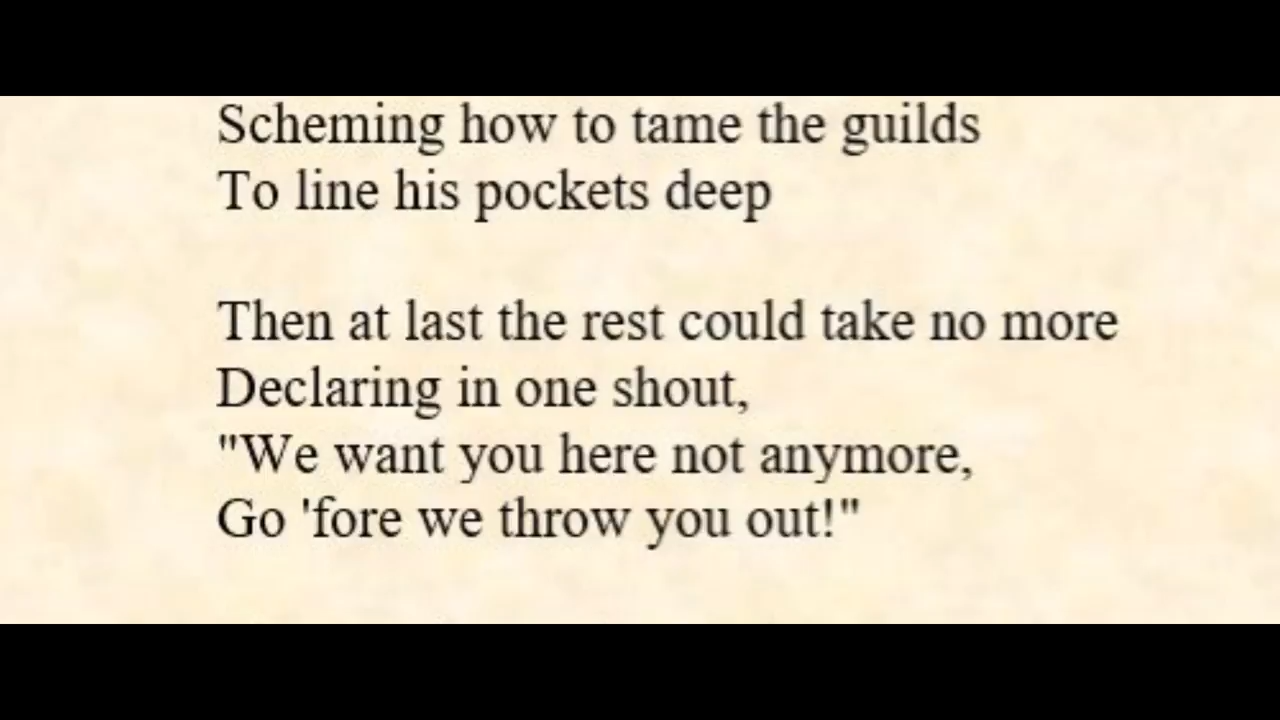 Scheming how to tame the guilds
To line his pockets deep
Then at last the rest could take no more
Declaring in one shout,
"We want you here not anymore,
Go 'fore we throw you out!"